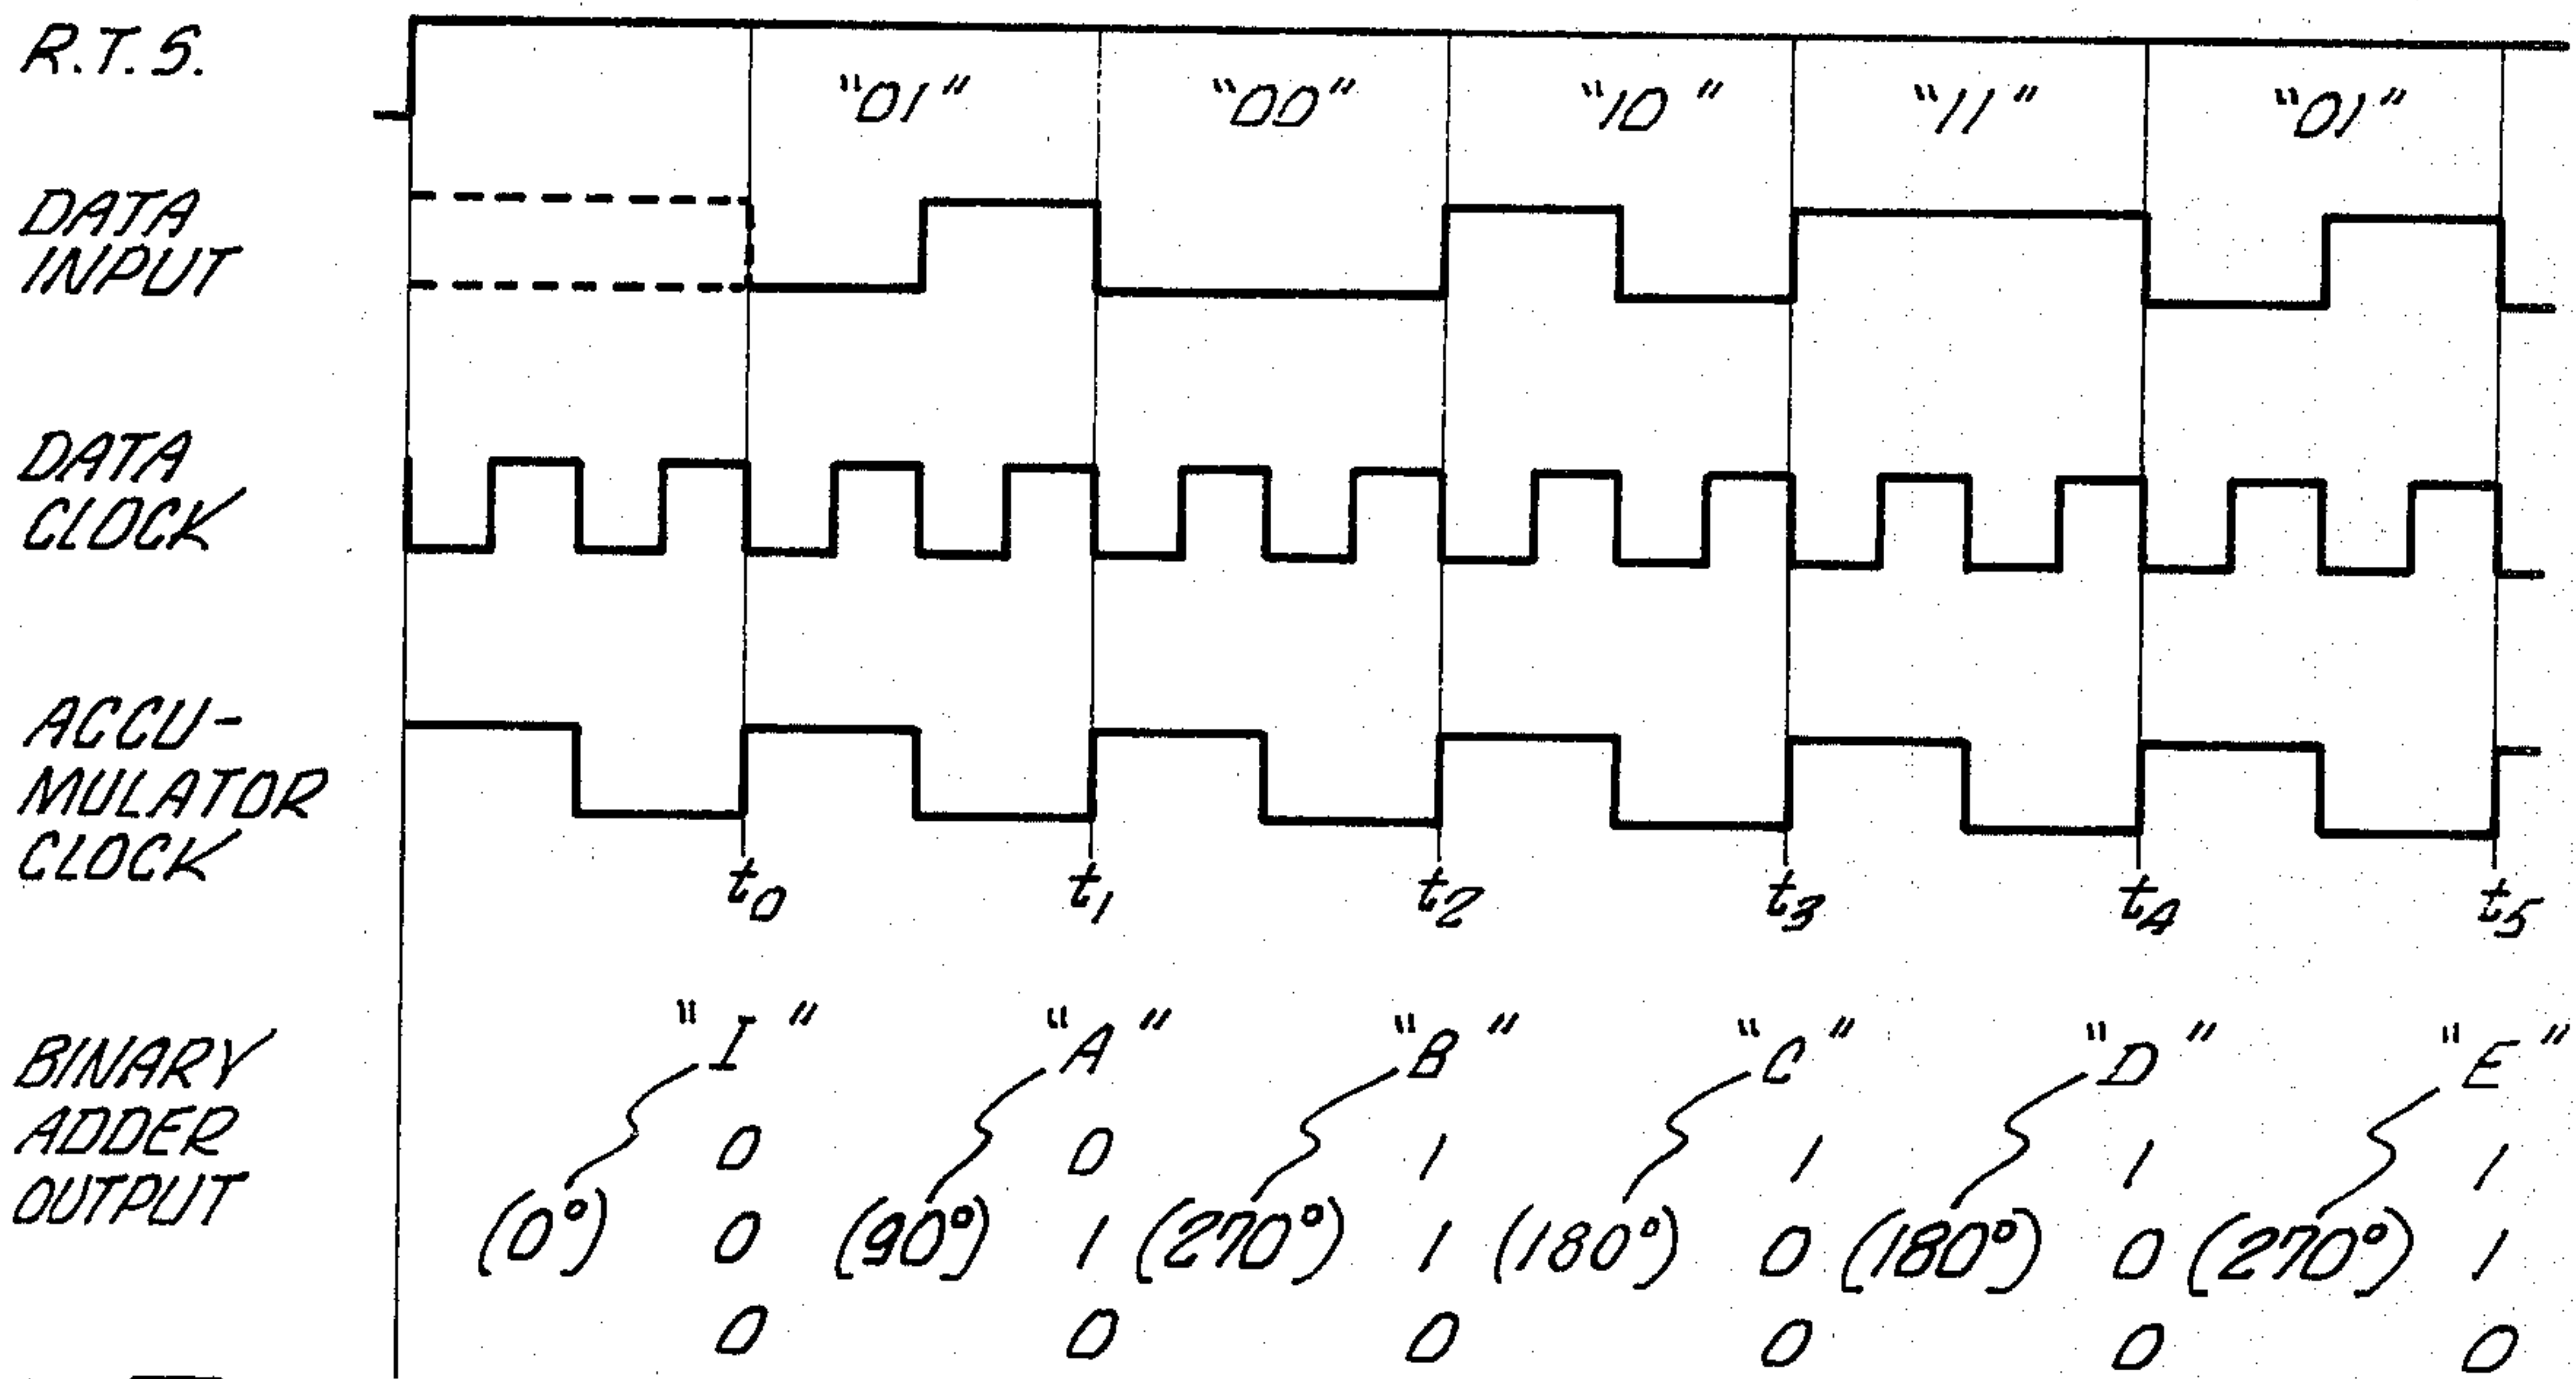 R.T.S.
"01" "00" "10" "11" "01"
DATA
INPUT
DATA
CLOCK
ACCU-
MULATOR
CLOCK
t0 t1 t2 t3 t4 t5
BINARY
ADDER
OUTPUT
"I" "A" "B" "C" "D" "E"
0 0 1 1 1 1
(0°) 0 (90°) 1 (270°) 1 (180°) 0 (180°) 0 (270°) 1
0 0 0 0 0 0